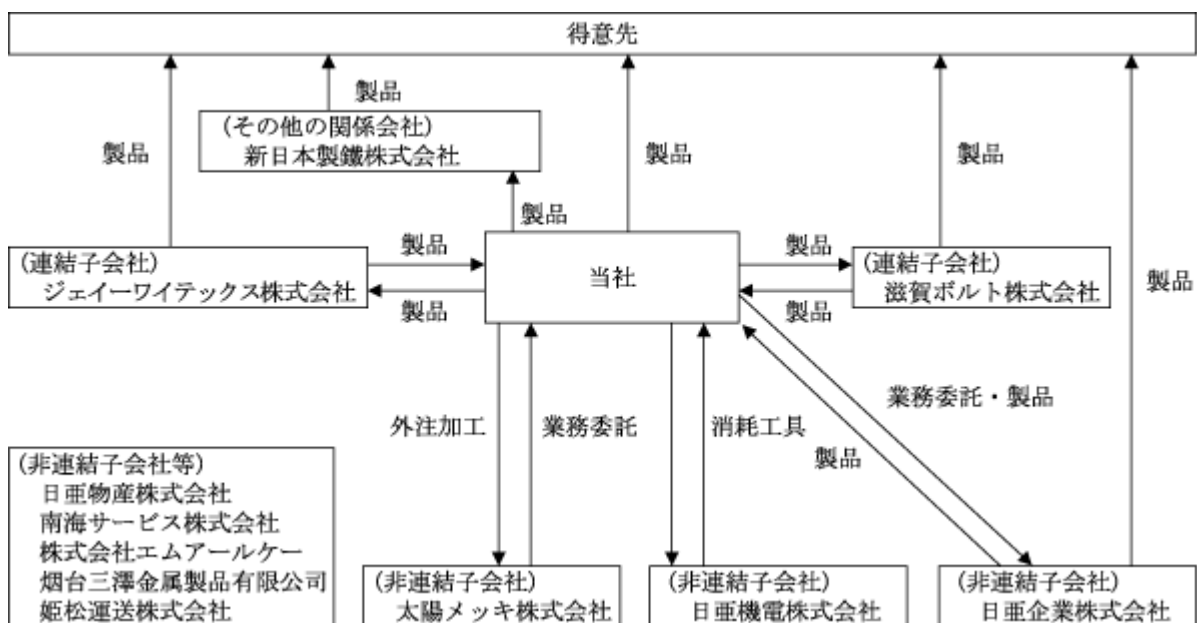 得意先
製品
(その他の関係会社)
新日本製鐵株式会社
製品
製品
製品
製品
製品
(連結子会社)
ジェイーワイテックス株式会社
製品
製品
当社
製品
製品
(連結子会社)
滋賀ボルト株式会社
製品
外注加工
業務委託
消耗工具
業務委託・製品
製品
(非連結子会社等)
日亜物産株式会社
南海サービス株式会社
株式会社エムアールケー
烟台三澤金属製品有限公司
姫松運送株式会社
(非連結子会社)
太陽メッキ株式会社
(非連結子会社)
日亜機電株式会社
(非連結子会社)
日亜企業株式会社